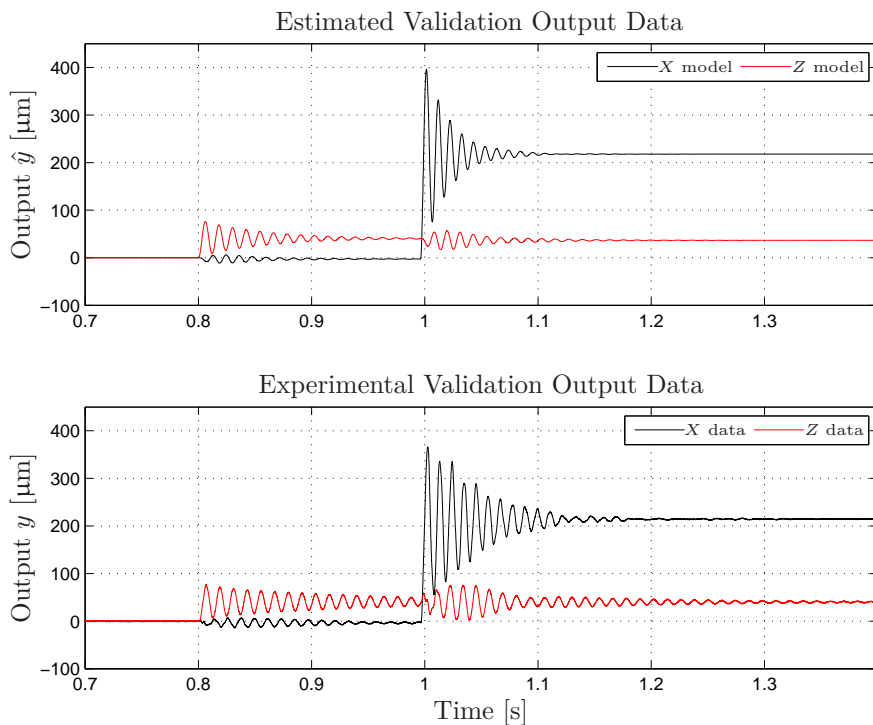 Estimated Validation Output Data
Output ŷ [µm]
400
300
200
100
0
−100
X model
Z model
0.7 0.8 0.9 1 1.1 1.2 1.3
Experimental Validation Output Data
Output y [µm]
400
300
200
100
0
−100
X data
Z data
0.7 0.8 0.9 1 1.1 1.2 1.3
Time [s]